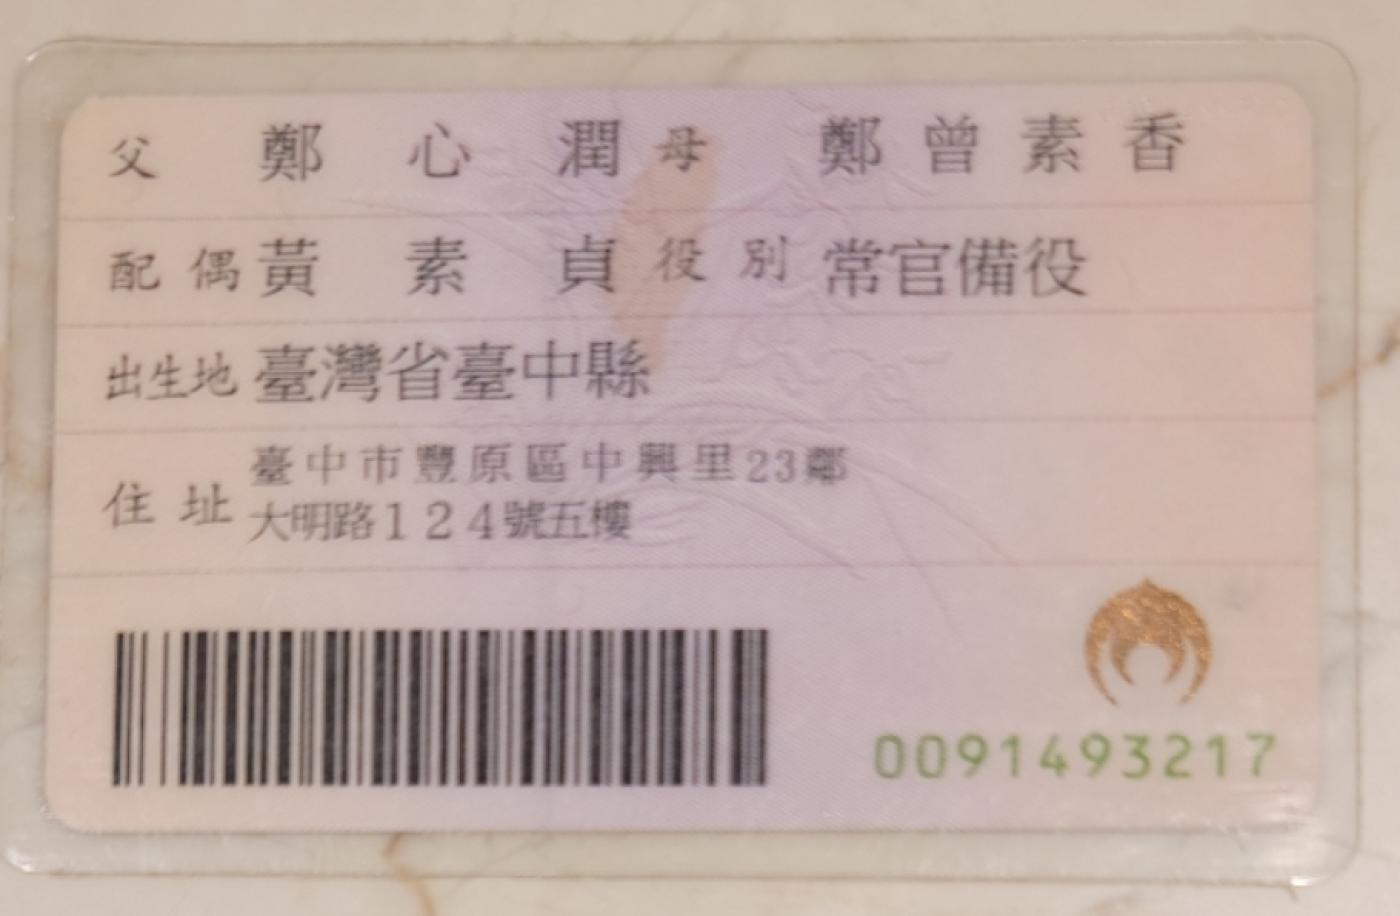 父 鄭心潤 母 鄭曾素香
配偶 黃素貞 役別 常官備役
出生地 臺灣省臺中縣
住址 臺中市豐原區中興里23鄰
大明路124號五樓
0091493217